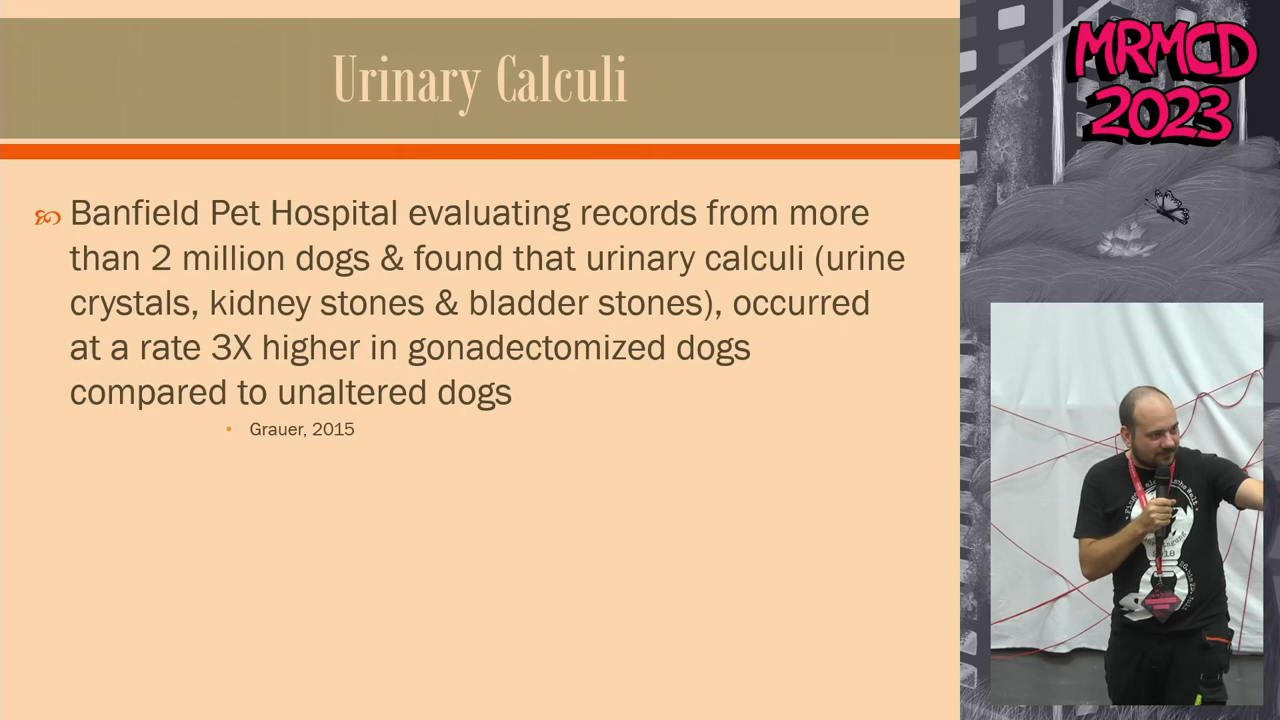 Urinary Calculi
Banfield Pet Hospital evaluating records from more
than 2 million dogs & found that urinary calculi (urine
crystals, kidney stones & bladder stones), occurred
at a rate 3X higher in gonadectomized dogs
compared to unaltered dogs
• Grauer, 2015
MRMCD
2023